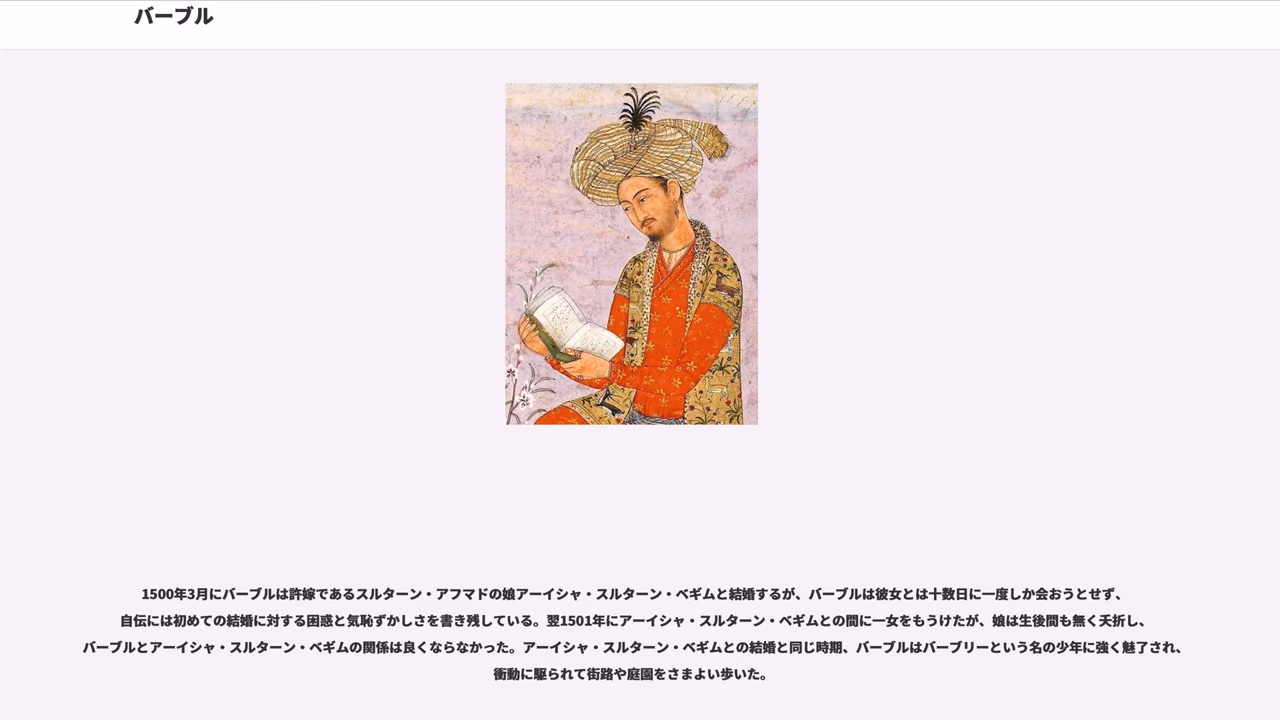 バーブル
1500年3月にバーブルは許嫁であるスルターン・アフマドの娘アーイシャ・スルターン・ベギムと結婚するが、バーブルは彼女とは十数日に一度しか会おうとせず、
自伝には初めての結婚に対する困惑と気恥ずかしさを書き残している。翌1501年にアーイシャ・スルターン・ベギムとの間に一女をもうけたが、娘は生後間も無く夭折し、
バーブルとアーイシャ・スルターン・ベギムの関係は良くならなかった。アーイシャ・スルターン・ベギムとの結婚と同じ時期、バーブルはバーブリーという名の少年に強く魅了され、
衝動に駆られて街路や庭園をさまよい歩いた。